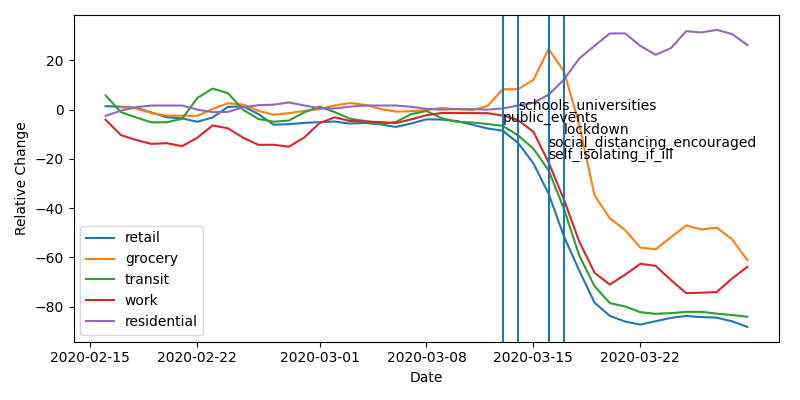 20
0
−20
−40
−60
−80
Relative Change
schools_universities
public_events
lockdown
social_distancing_encouraged
self_isolating_if_ill
retail
grocery
transit
work
residential
2020-02-15
2020-02-22
2020-03-01
2020-03-08
2020-03-15
2020-03-22
Date